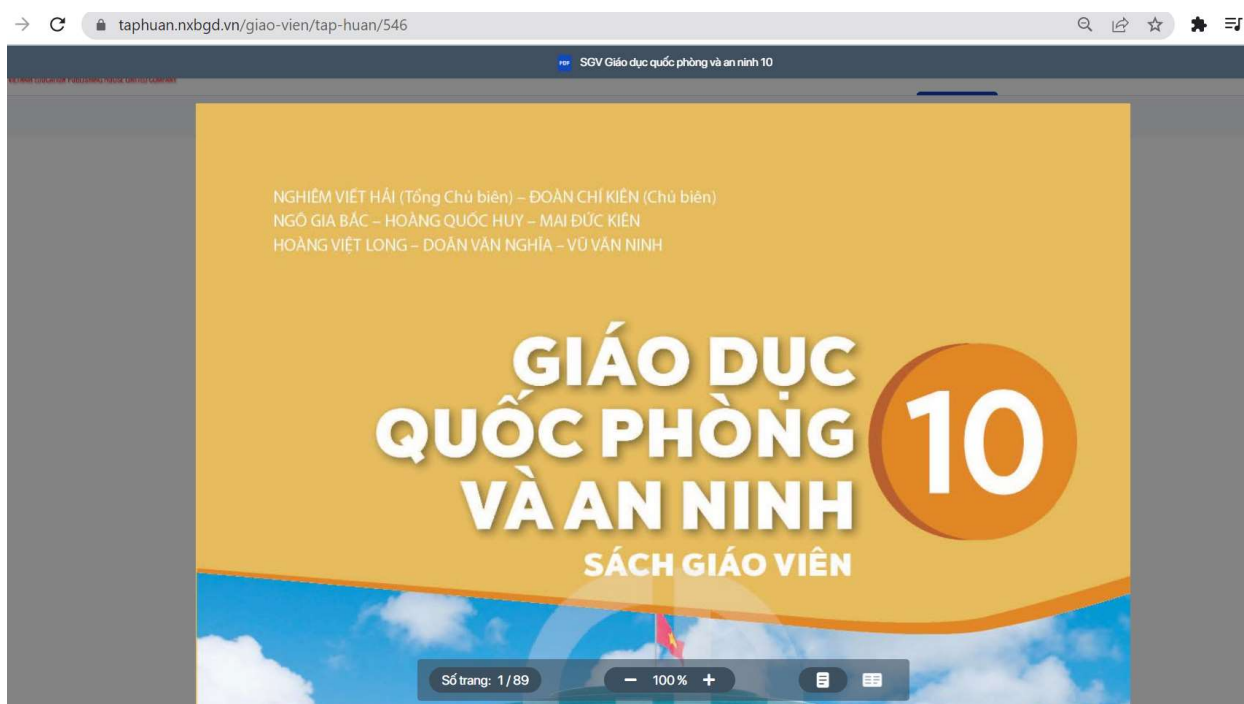 taphuan.nxbgd.vn/giao-vien/tap-huan/546
PDF SGV Giáo dục quốc phòng và an ninh 10
NGHIÊM VIẾT HẢI (Tổng Chủ biên) – ĐOÀN CHÍ KIÊN (Chủ biên)
NGÔ GIA BẮC – HOÀNG QUỐC HUY – MAI ĐỨC KIÊN
HOÀNG VIỆT LONG – DOÃN VĂN NGHĨA – VŨ VĂN NINH
GIÁO DỤC
QUỐC PHÒNG
VÀ AN NINH
10
SÁCH GIÁO VIÊN
Số trang: 1 / 89 − 100 % +